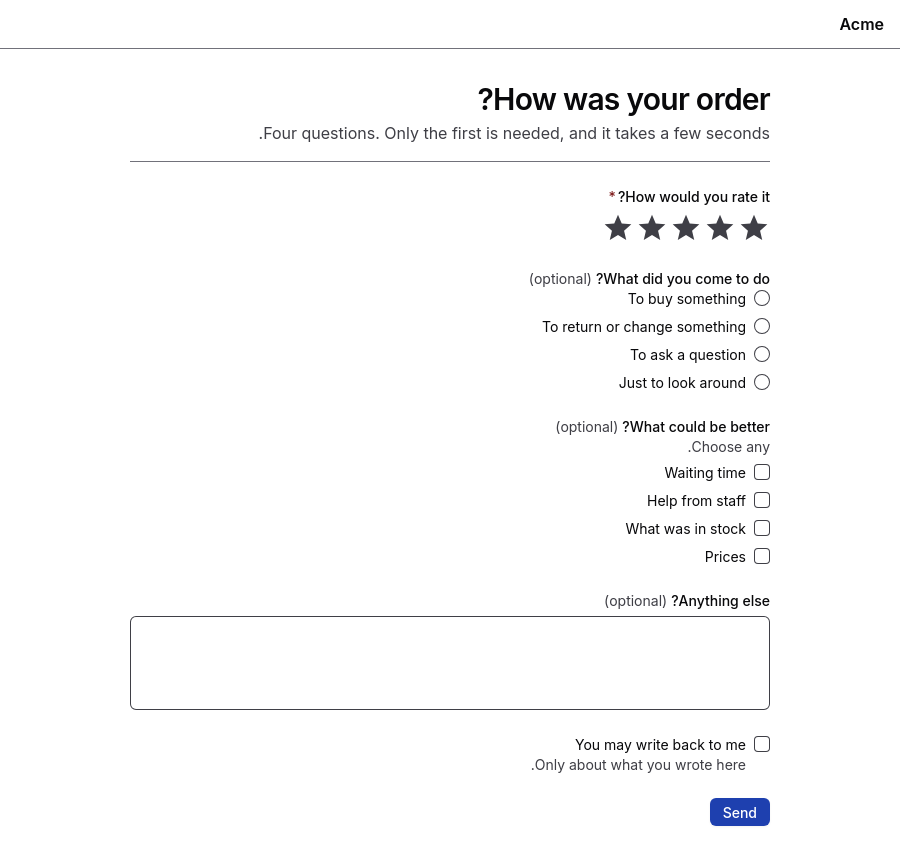 Acme
How was your order?
Four questions. Only the first is needed, and it takes a few seconds.
How would you rate it? *
What did you come to do? (optional)
To buy something
To return or change something
To ask a question
Just to look around
What could be better? (optional)
Choose any.
Waiting time
Help from staff
What was in stock
Prices
Anything else? (optional)
You may write back to me
Only about what you wrote here.
Send